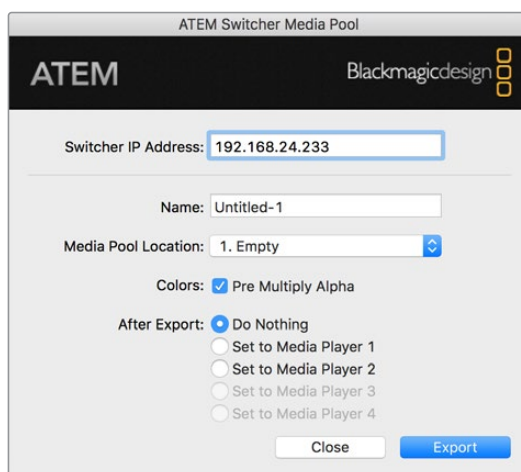 ATEM Switcher Media Pool
ATEM Blackmagicdesign
Switcher IP Address: 192.168.24.233
Name: Untitled-1
Media Pool Location: 1. Empty
Colors: Pre Multiply Alpha
After Export: Do Nothing
Set to Media Player 1
Set to Media Player 2
Set to Media Player 3
Set to Media Player 4
Close Export